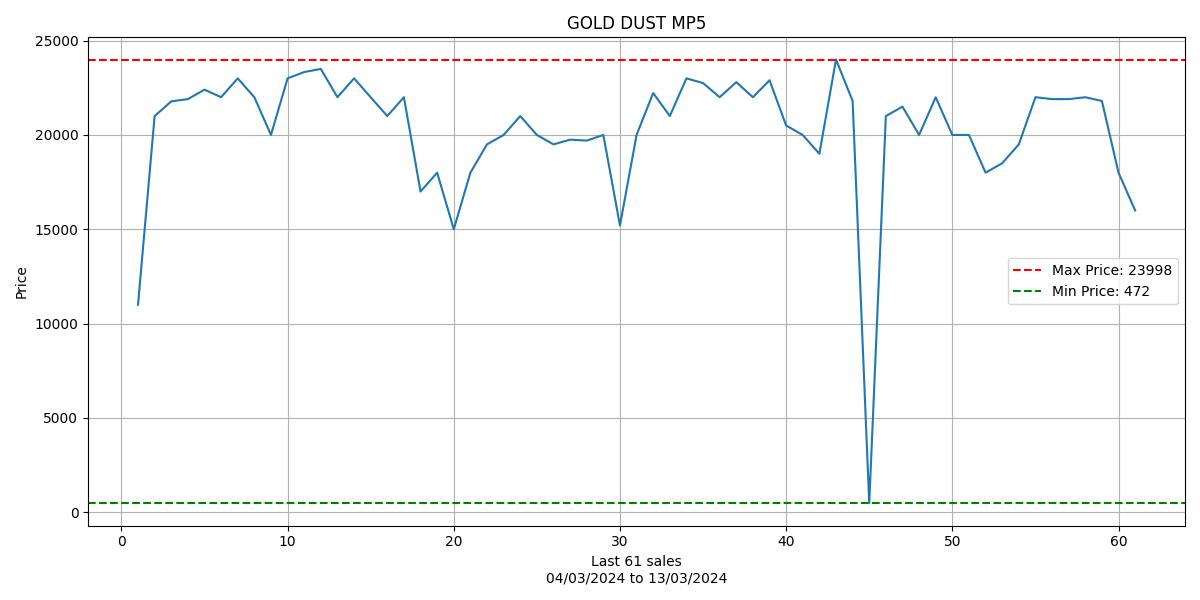 GOLD DUST MP5
25000
20000
15000
10000
5000
0
Price
Max Price: 23998
Min Price: 472
0 10 20 30 40 50 60
Last 61 sales
04/03/2024 to 13/03/2024